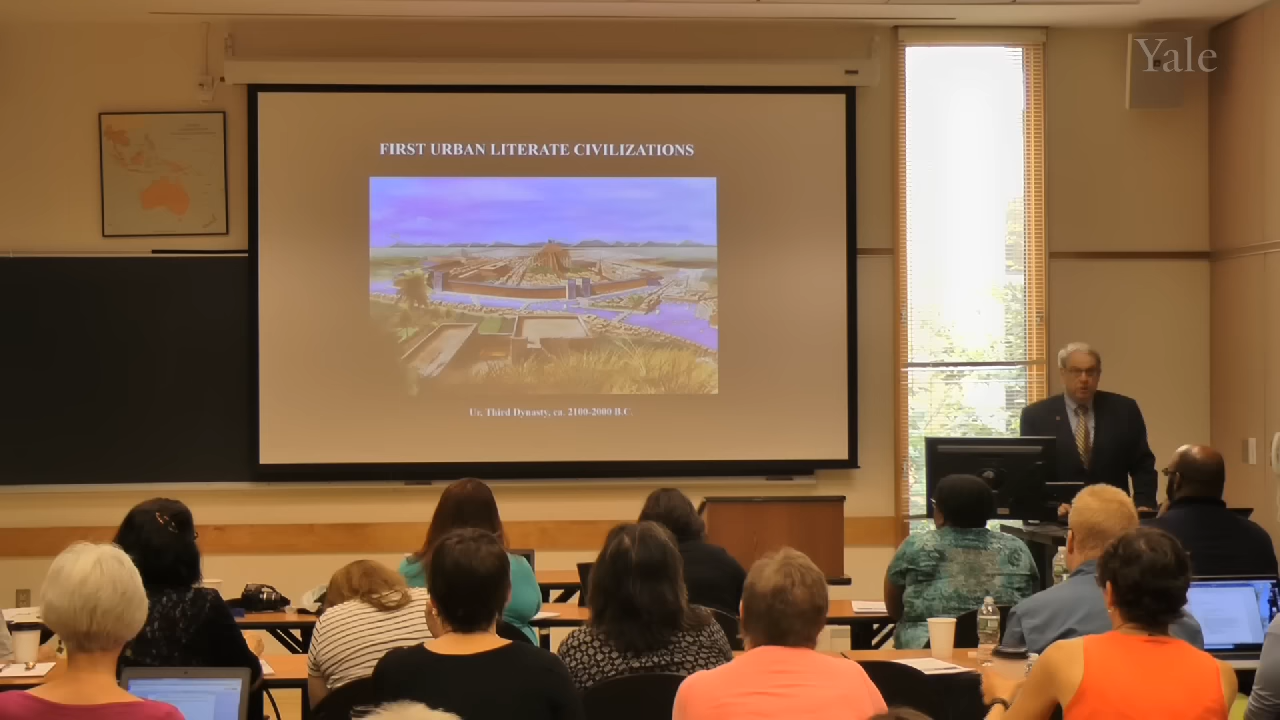 Yale
FIRST URBAN LITERATE CIVILIZATIONS
Ur, Third Dynasty, ca. 2100-2000 B.C.